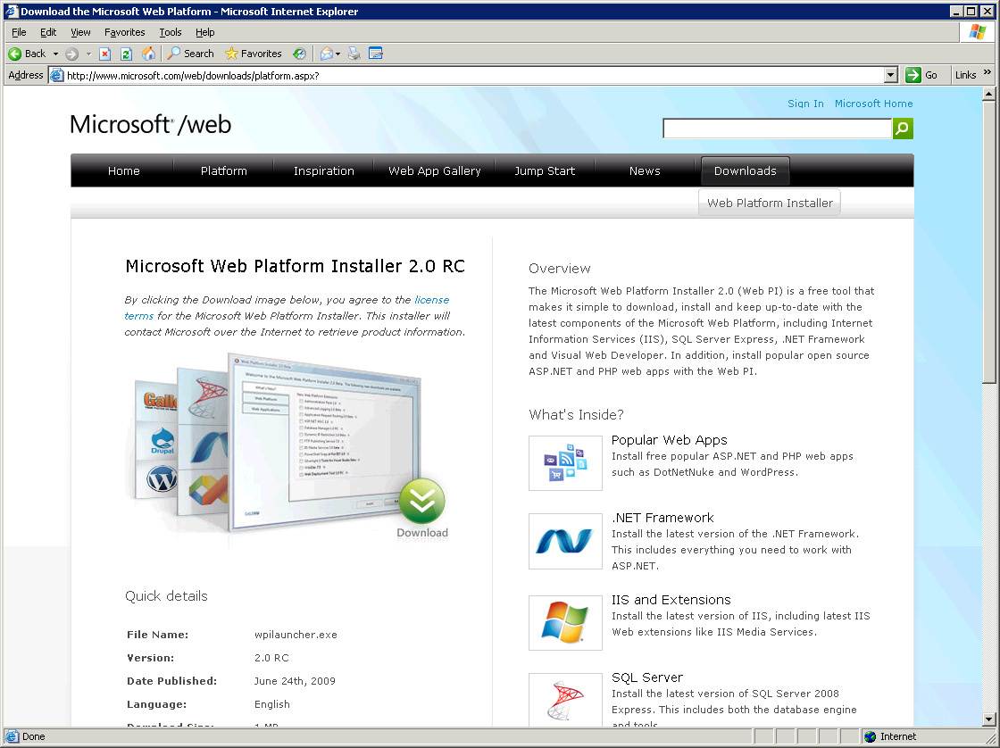 Download the Microsoft Web Platform - Microsoft Internet Explorer
File Edit View Favorites Tools Help
Back Search Favorites
Address http://www.microsoft.com/web/downloads/platform.aspx? Go Links »
Sign In Microsoft Home
Microsoft® /web
Home Platform Inspiration Web App Gallery Jump Start News Downloads
Web Platform Installer
Microsoft Web Platform Installer 2.0 RC
By clicking the Download image below, you agree to the license
terms for the Microsoft Web Platform Installer. This installer will
contact Microsoft over the Internet to retrieve product information.
Drupal
Download
Quick details
File Name: wpilauncher.exe
Version: 2.0 RC
Date Published: June 24th, 2009
Language: English
Download Size: 1 MB
Overview
The Microsoft Web Platform Installer 2.0 (Web PI) is a free tool that
makes it simple to download, install and keep up-to-date with the
latest components of the Microsoft Web Platform, including Internet
Information Services (IIS), SQL Server Express, .NET Framework
and Visual Web Developer. In addition, install popular open source
ASP.NET and PHP web apps with the Web PI.
What's Inside?
Popular Web Apps
Install free popular ASP.NET and PHP web apps
such as DotNetNuke and WordPress.
.NET Framework
Install the latest version of the .NET Framework.
This includes everything you need to work with
ASP.NET.
IIS and Extensions
Install the latest version of IIS, including latest IIS
Web extensions like IIS Media Services.
SQL Server
Install the latest version of SQL Server 2008
Express. This includes both the database engine
and tools.
Done Internet